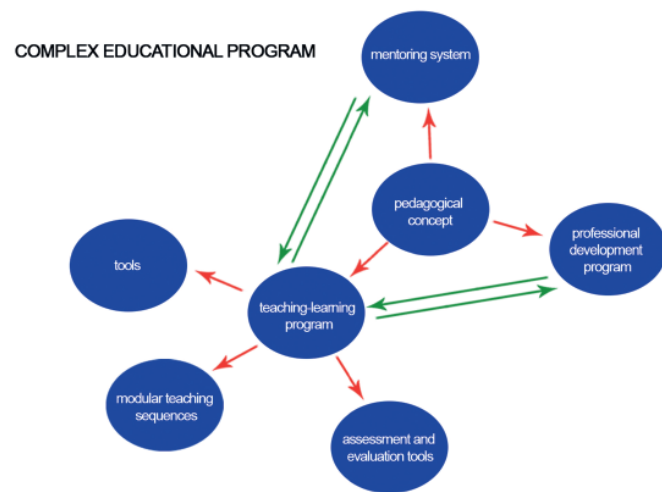 COMPLEX EDUCATIONAL PROGRAM
mentoring system
pedagogical
concept
professional
development
program
tools
teaching-learning
program
modular teaching
sequences
assessment and
evaluation tools